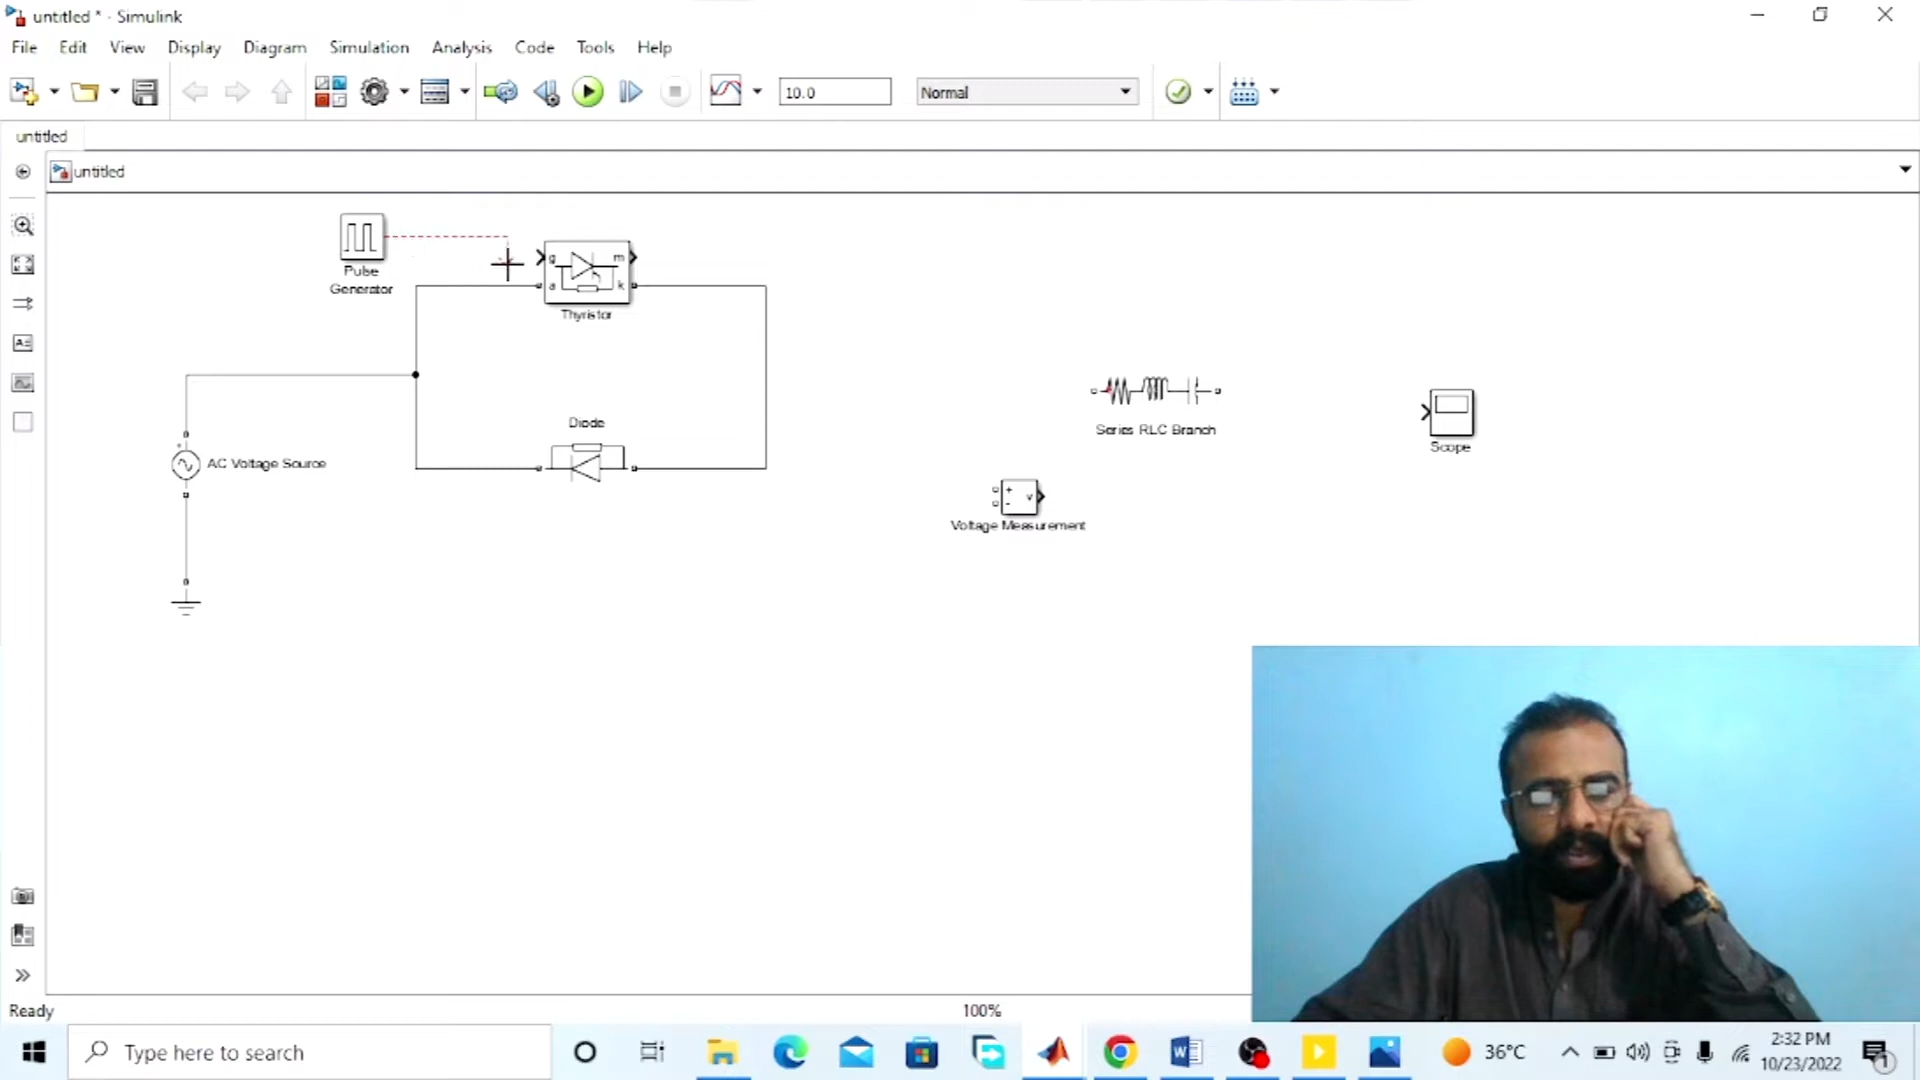 untitled * - Simulink
File Edit View Display Diagram Simulation Analysis Code Tools Help
10.0 Normal
untitled
untitled
Pulse
Generator
g m
a k
Thyristor
Diode
AC Voltage Source
Series RLC Branch
Scope
+ v
-
Voltage Measurement
Ready 100%
Type here to search
36°C
2:32 PM
10/23/2022
1